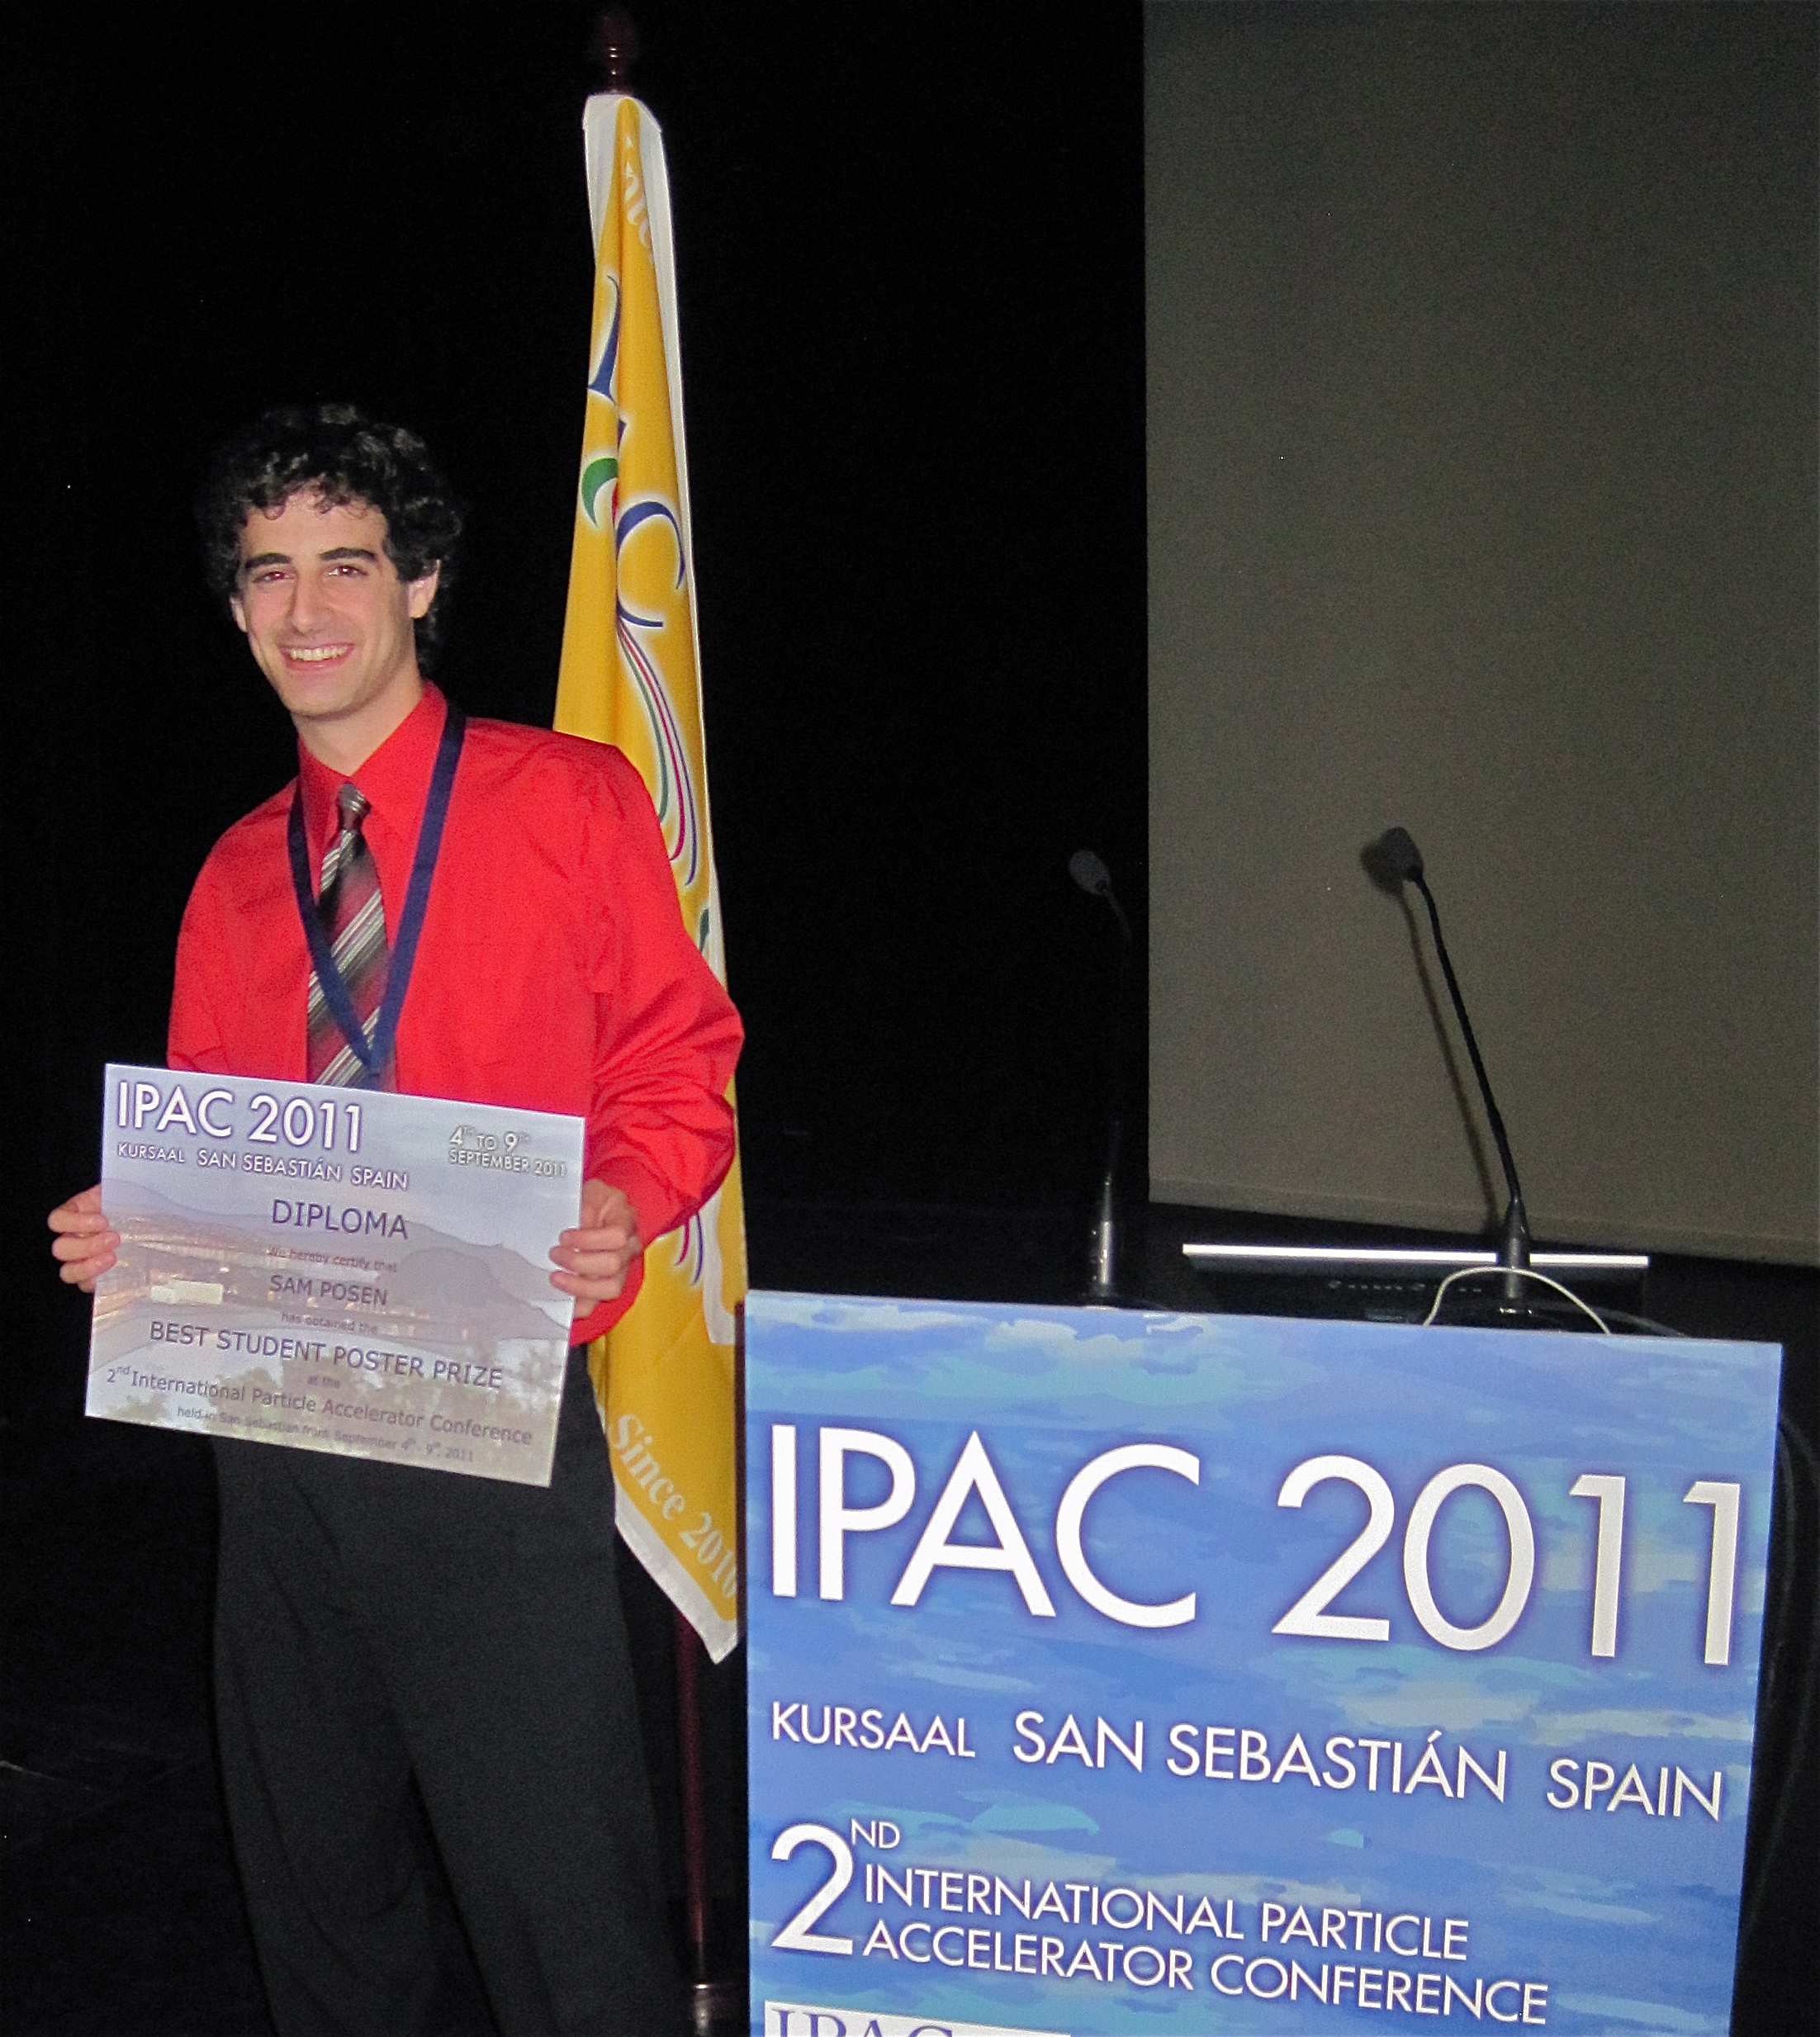 IPAC 2011
KURSAAL SAN SEBASTIÁN SPAIN
4TH TO 9TH
SEPTEMBER 2011
DIPLOMA
We hereby certify that
SAM POSEN
has obtained the
BEST STUDENT POSTER PRIZE
at the
2nd International Particle Accelerator Conference
held in San Sebastian from September 4th - 9th, 2011
Since 2010
IPAC 2011
KURSAAL SAN SEBASTIÁN SPAIN
2ND INTERNATIONAL PARTICLE
ACCELERATOR CONFERENCE
IPAC